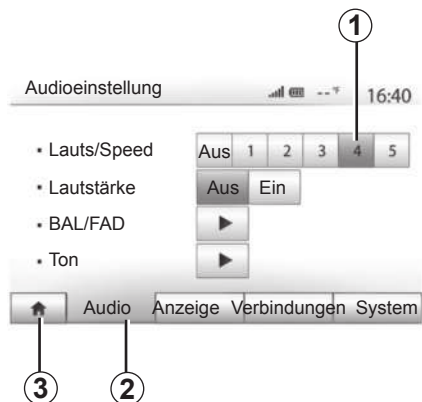 1
Audioeinstellung --°F 16:40
▪ Lauts/Speed Aus 1 2 3 4 5
▪ Lautstärke Aus Ein
▪ BAL/FAD
▪ Ton
Audio Anzeige Verbindungen System
3 2